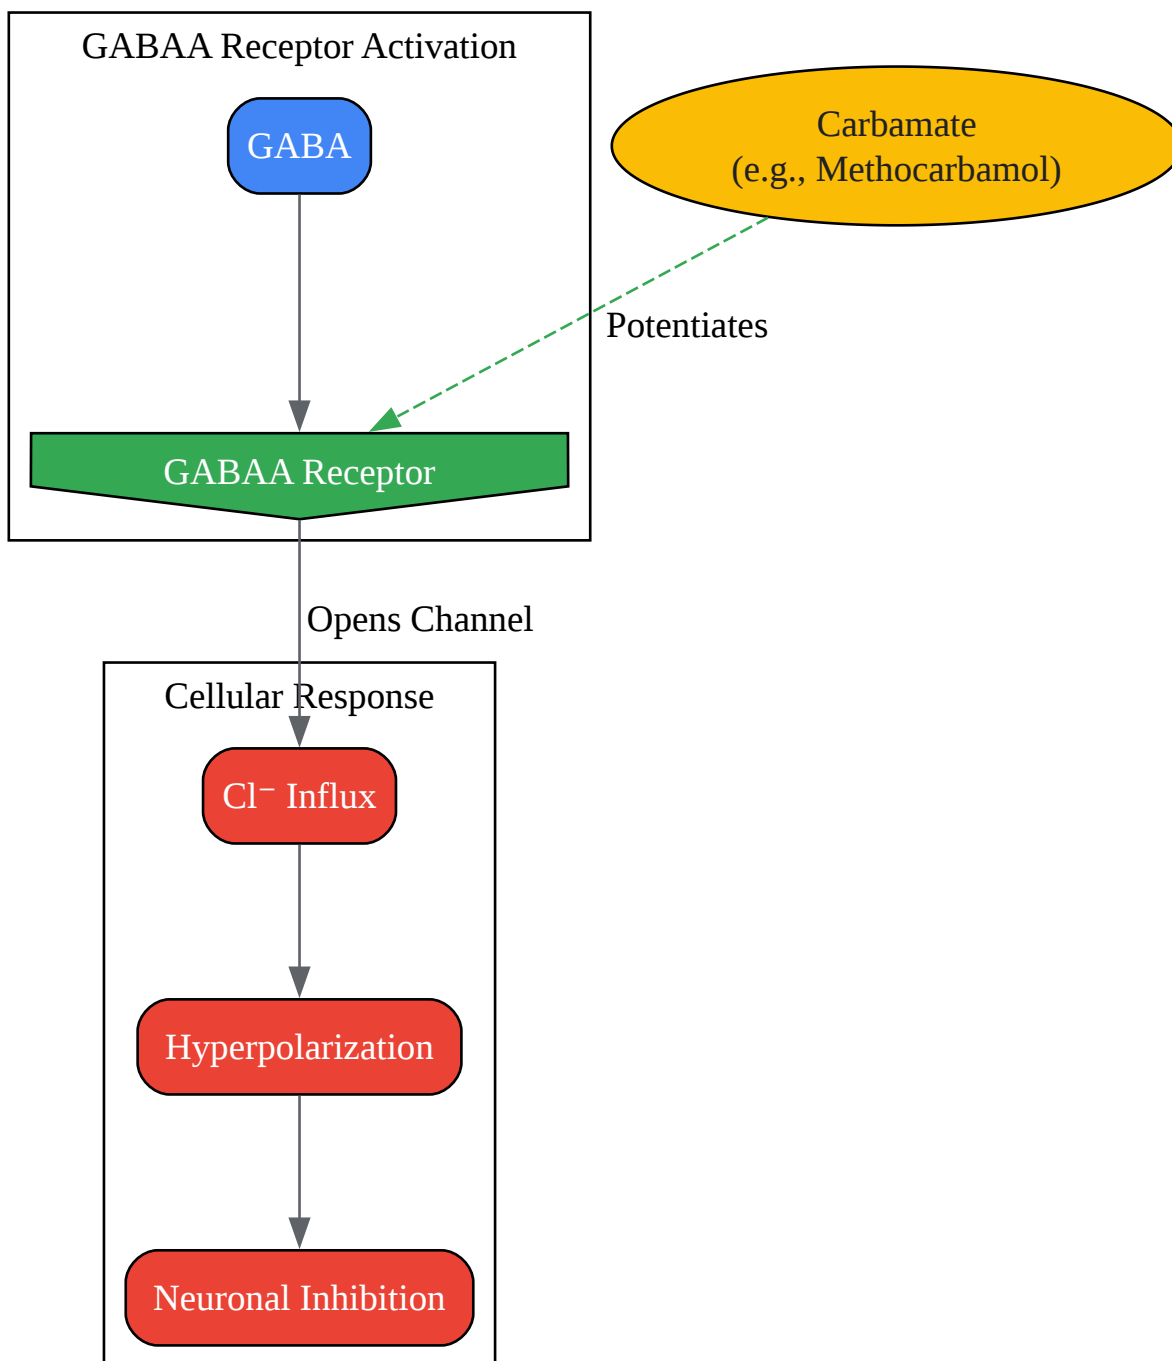 GABAA Receptor Activation
GABA
Carbamate
(e.g., Methocarbamol)
Potentiates
GABAA Receptor
Opens Channel
Cellular Response
Cl⁻ Influx
Hyperpolarization
Neuronal Inhibition